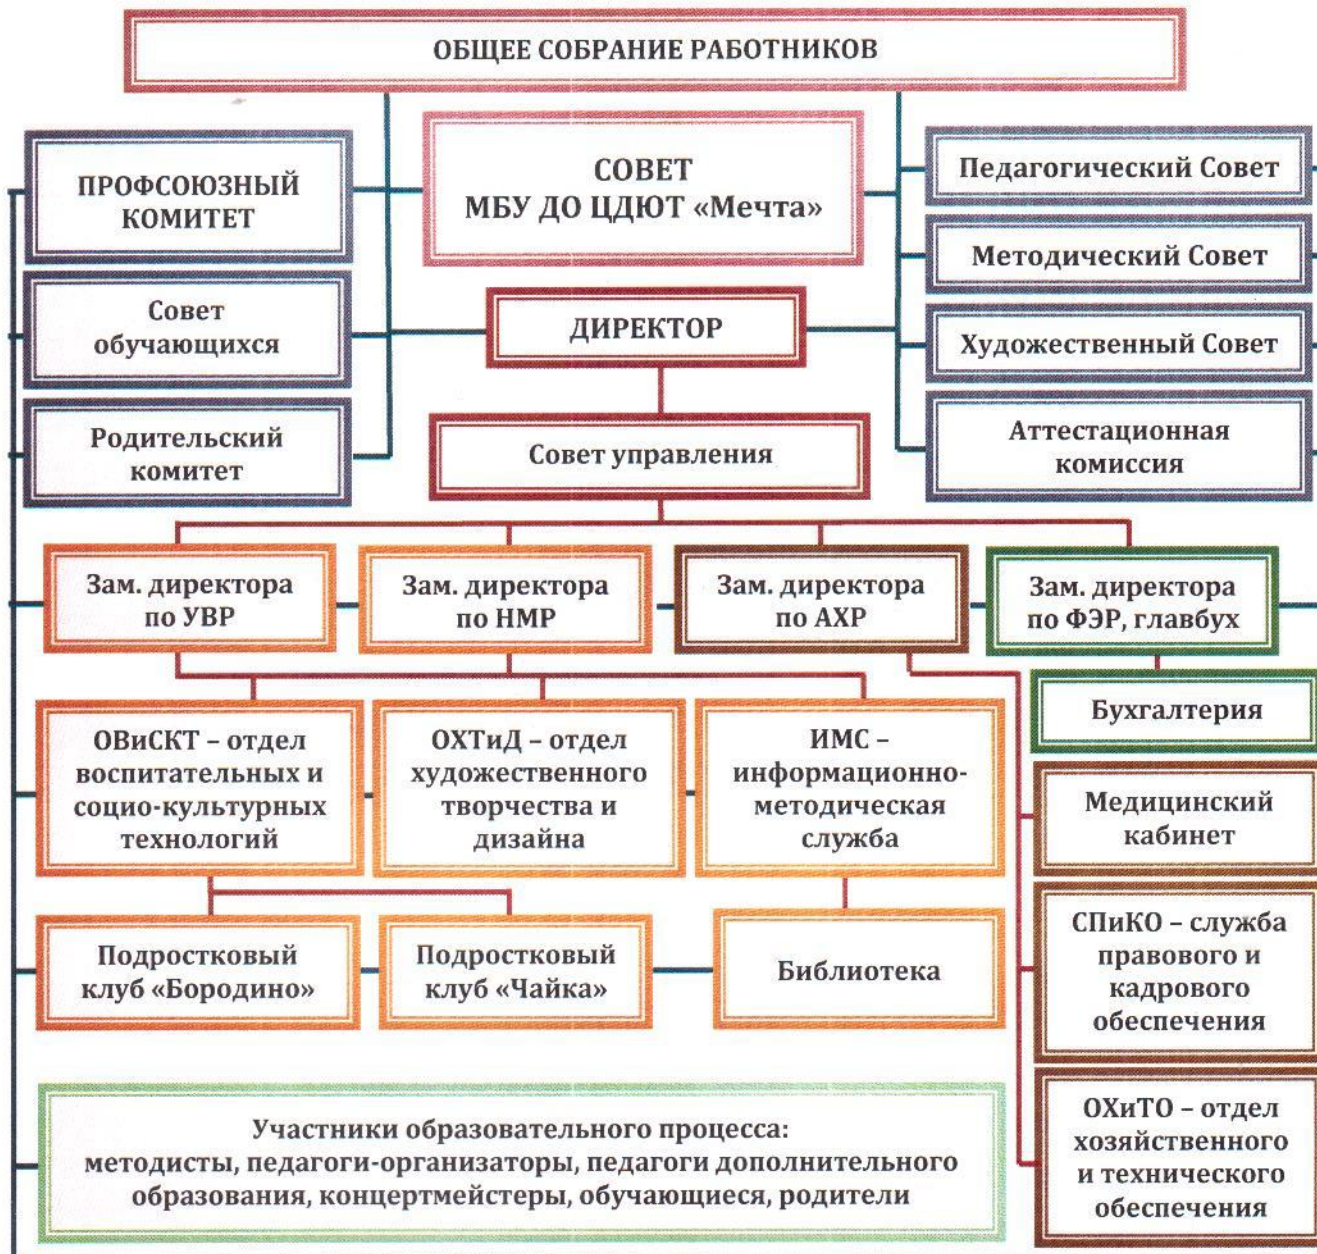 ОБЩЕЕ СОБРАНИЕ РАБОТНИКОВ
ПРОФСОЮЗНЫЙ
КОМИТЕТ
СОВЕТ
МБУ ДО ЦДЮТ «Мечта»
Педагогический Совет
Методический Совет
Совет
обучающихся
ДИРЕКТОР
Художественный Совет
Родительский
комитет
Совет управления
Аттестационная
комиссия
Зам. директора
по УВР
Зам. директора
по НМР
Зам. директора
по АХР
Зам. директора
по ФЭР, главбух
Бухгалтерия
ОВиСКТ – отдел
воспитательных и
социо-культурных
технологий
ОХТиД – отдел
художественного
творчества и
дизайна
ИМС –
информационно-
методическая
служба
Медицинский
кабинет
Подростковый
клуб «Бородино»
Подростковый
клуб «Чайка»
Библиотека
СПиКО – служба
правового и
кадрового
обеспечения
Участники образовательного процесса:
методисты, педагоги-организаторы, педагоги дополнительного
образования, концертмейстеры, обучающиеся, родители
ОХиТО – отдел
хозяйственного
и технического
обеспечения